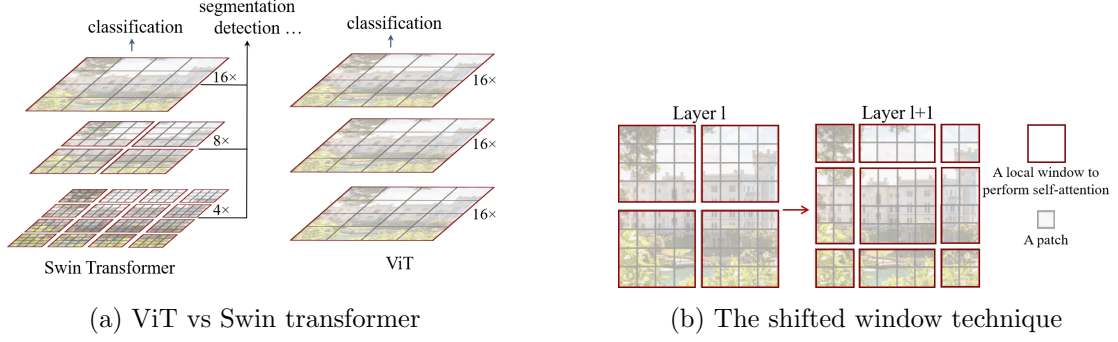 segmentation
classification
detection ...
classification
16×
16×
8×
16×
4×
16×
Swin Transformer
ViT
(a) ViT vs Swin transformer
Layer l
Layer l+1
A local window to
perform self-attention
A patch
(b) The shifted window technique